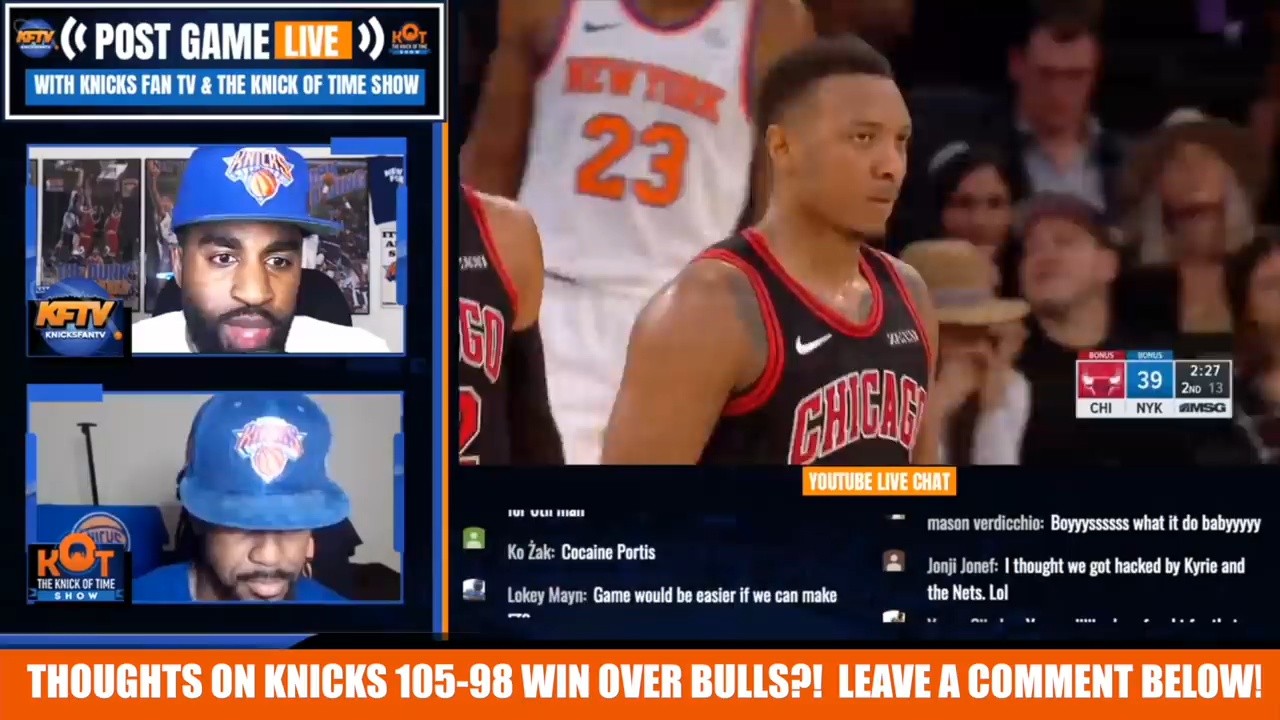 KFTV
((POST GAME LIVE))
KOT
THE KNICK OF TIME
SHOW
WITH KNICKS FAN TV & THE KNICK OF TIME SHOW
KNICKS
KFTV
KNICKSFANTV
KNICKS
KOT
THE KNICK OF TIME
SHOW
NEW YORK
23
CHICAGO
BONUS
BONUS
39
2:27
2ND 13
CHI
NYK
MSG
YOUTUBE LIVE CHAT
Ko Żak: Cocaine Portis
Lokey Mayn: Game would be easier if we can make
mason verdicchio: Boyyyssssss what it do babyyyyy
Jonji Jonef: I thought we got hacked by Kyrie and
the Nets. Lol
THOUGHTS ON KNICKS 105-98 WIN OVER BULLS?! LEAVE A COMMENT BELOW!